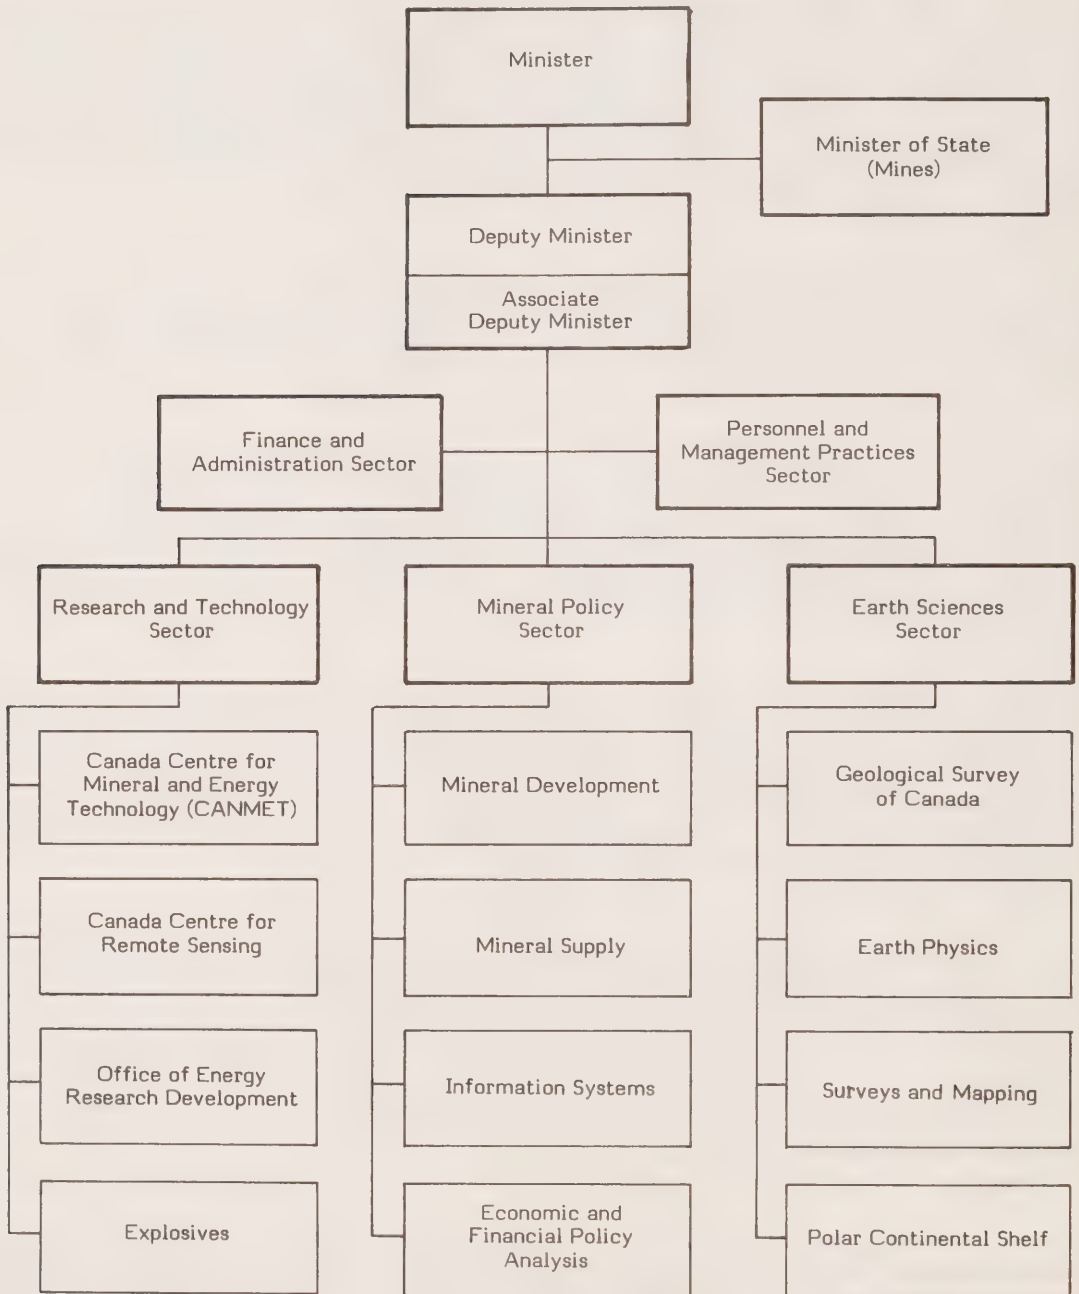 Minister
Minister of State
(Mines)
Deputy Minister
Associate
Deputy Minister
Finance and
Administration Sector
Personnel and
Management Practices
Sector
Research and Technology
Sector
Mineral Policy
Sector
Earth Sciences
Sector
Canada Centre for
Mineral and Energy
Technology (CANMET)
Mineral Development
Geological Survey
of Canada
Canada Centre for
Remote Sensing
Mineral Supply
Earth Physics
Office of Energy
Research Development
Information Systems
Surveys and Mapping
Explosives
Economic and
Financial Policy
Analysis
Polar Continental Shelf